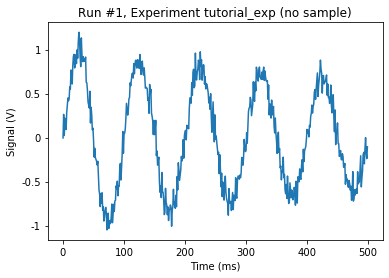 Run #1, Experiment tutorial_exp (no sample)
1
0.5
0
-0.5
-1
Signal (V)
0 100 200 300 400 500
Time (ms)